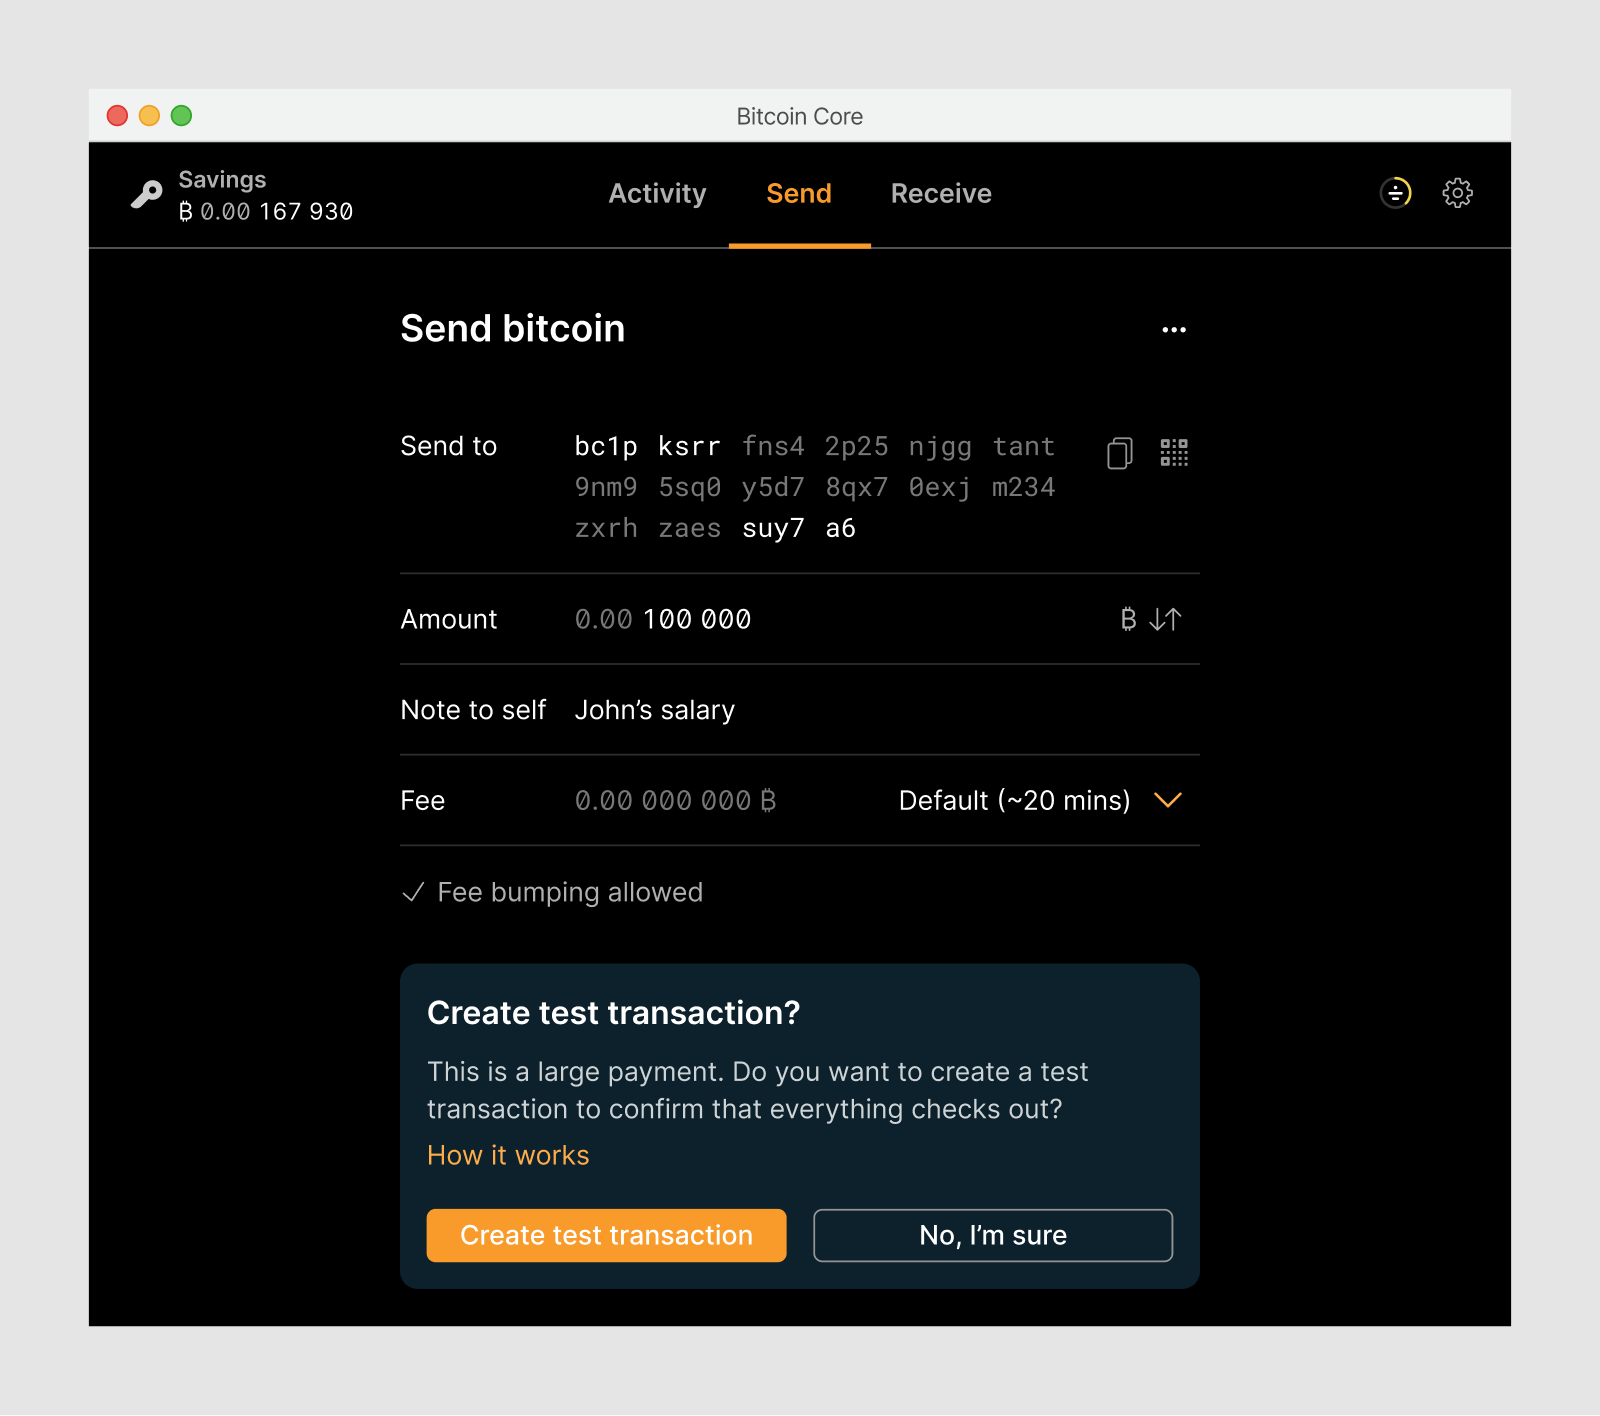 Bitcoin Core
Savings
₿ 0.00 167 930
Activity Send Receive
Send bitcoin
Send to bc1p ksrr fns4 2p25 njgg tant
9nm9 5sq0 y5d7 8qx7 0exj m234
zxrh zaes suy7 a6
Amount 0.00 100 000 ₿
Note to self John’s salary
Fee 0.00 000 000 ₿ Default (~20 mins)
Fee bumping allowed
Create test transaction?
This is a large payment. Do you want to create a test
transaction to confirm that everything checks out?
How it works
Create test transaction No, I’m sure